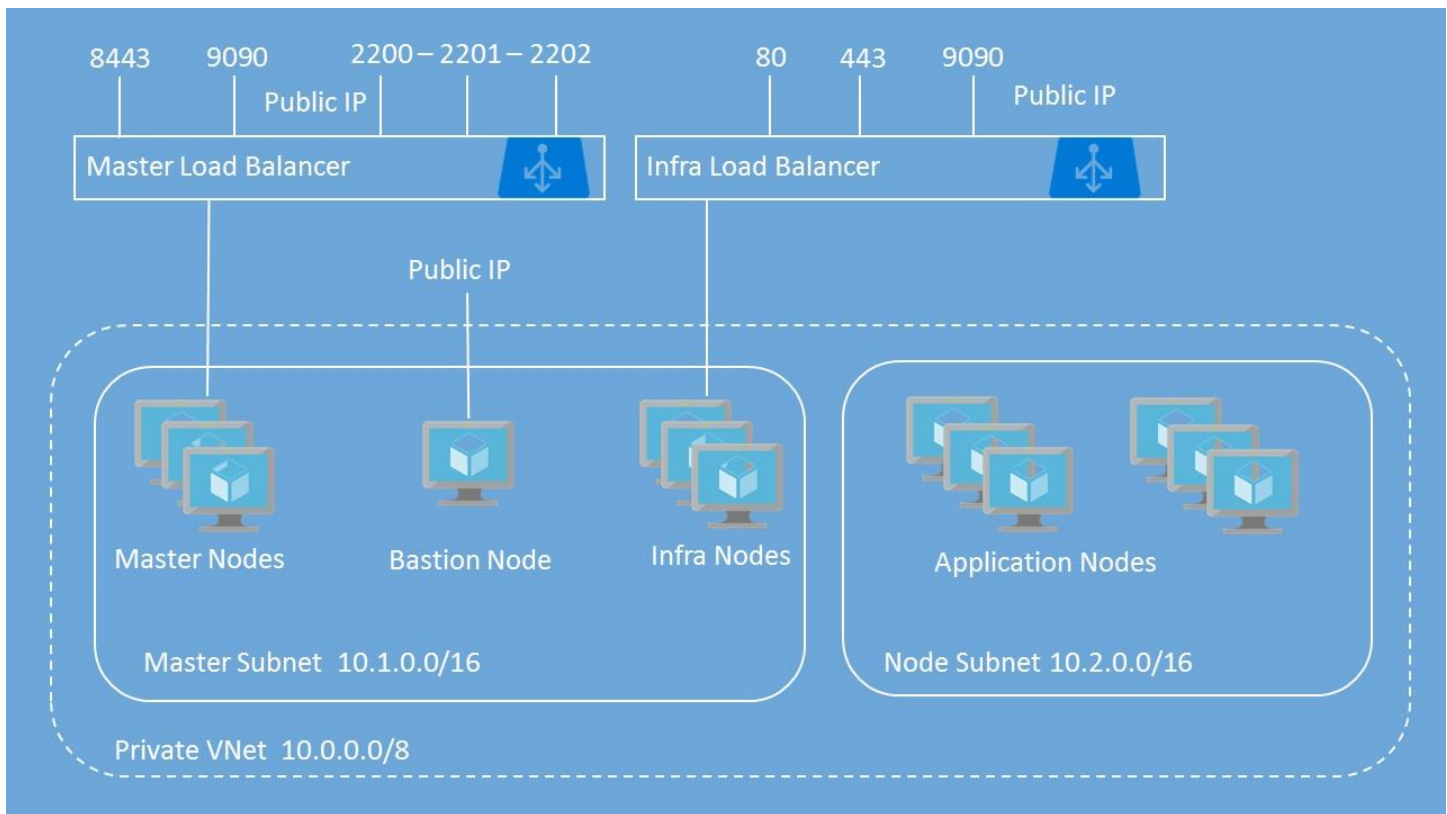 8443 9090 2200 – 2201 – 2202 80 443 9090
Public IP Public IP
Master Load Balancer Infra Load Balancer
Public IP
Master Nodes Bastion Node Infra Nodes Application Nodes
Master Subnet 10.1.0.0/16 Node Subnet 10.2.0.0/16
Private VNet 10.0.0.0/8